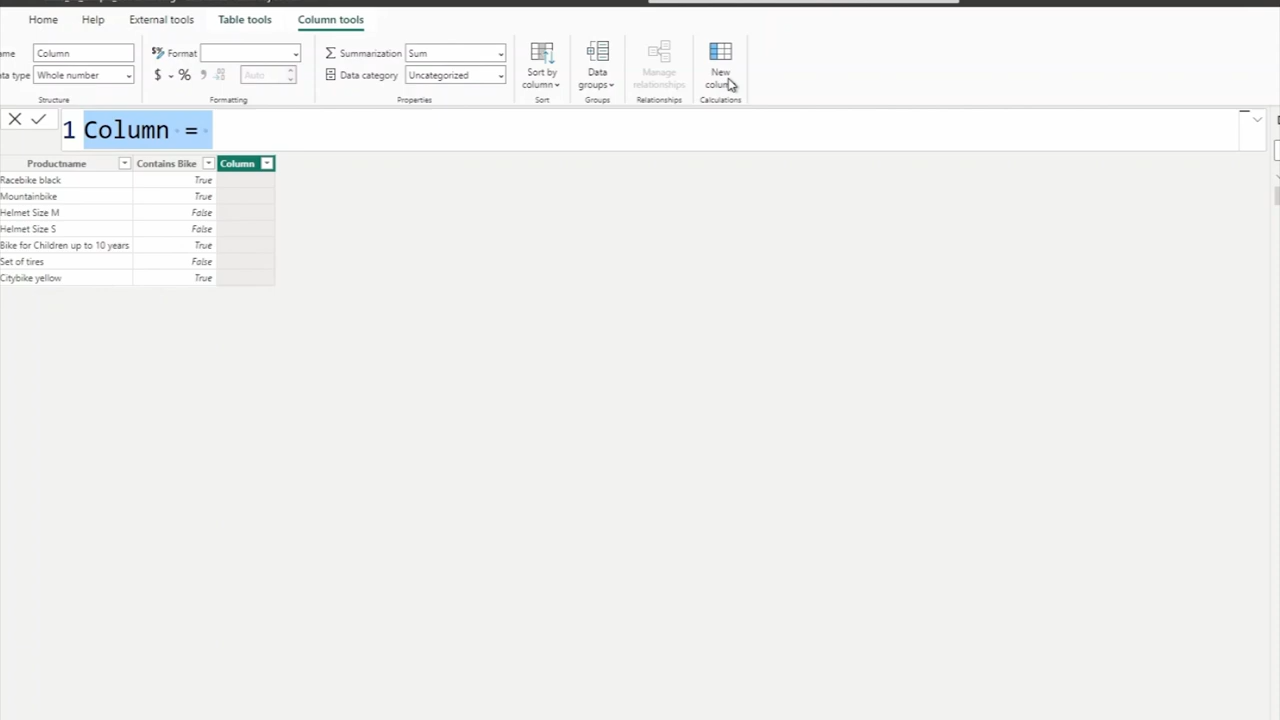 Home Help External tools Table tools Column tools
Column
Format
Summarization Sum
Sort by column
Data groups
Manage relationships
New column
Whole number
$ % Auto
Data category Uncategorized
Structure Formatting Properties Sort Groups Relationships Calculations
1 Column =
Productname Contains Bike Column
Racebike black True
Mountainbike True
Helmet Size M False
Helmet Size S False
Bike for Children up to 10 years True
Set of tires False
Citybike yellow True